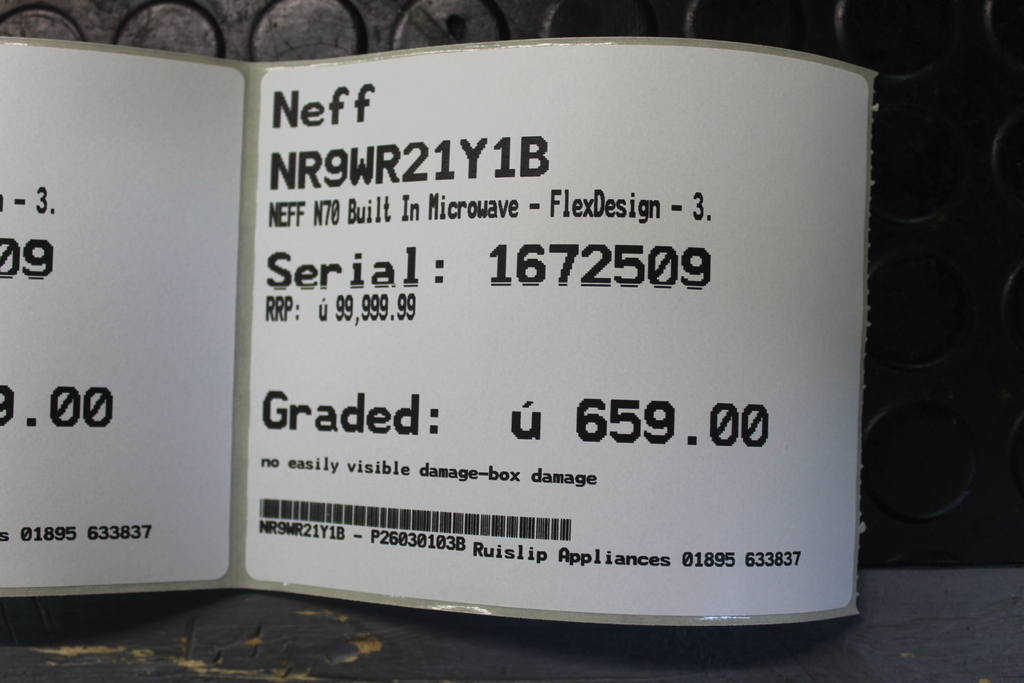 Neff
NR9WR21Y1B
NEFF N70 Built In Microwave - FlexDesign - 3.
Serial: 1672509
RRP: ú 99,999.99
Graded: ú 659.00
no easily visible damage-box damage
NR9WR21Y1B - P26030103B Ruislip Appliances 01895 633837
- 3.
09
9.00
s 01895 633837